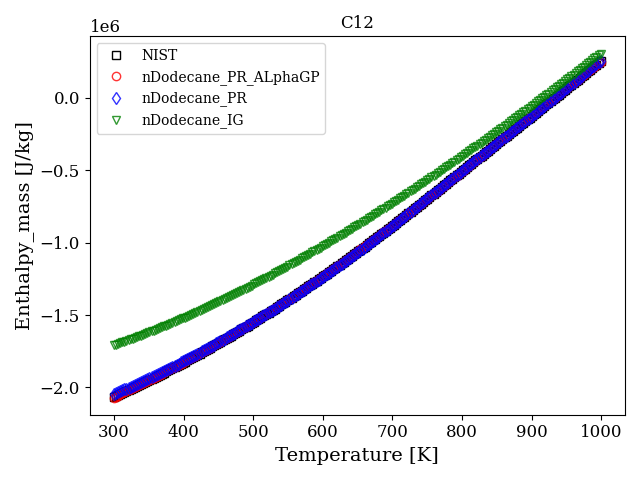 C12
1e6
NIST
nDodecane_PR_ALphaGP
nDodecane_PR
nDodecane_IG
0.0
−0.5
−1.0
−1.5
−2.0
Enthalpy_mass [J/kg]
300 400 500 600 700 800 900 1000
Temperature [K]